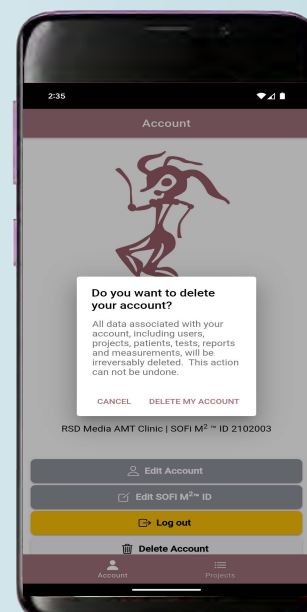 2:35
Account
Do you want to delete
your account?
All data associated with your
account, including users,
projects, patients, tests, reports
and measurements, will be
irreversably deleted. This action
can not be undone.
CANCEL DELETE MY ACCOUNT
RSD Media AMT Clinic | SOFi M² ™ ID 2102003
Edit Account
Edit SOFI M²™ ID
Log out
Delete Account
Account Projects